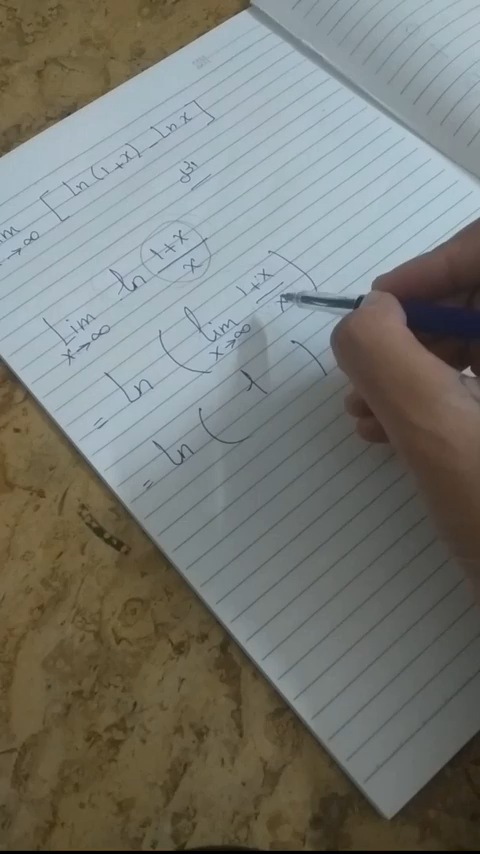 lim x→∞ [ln(1+x) - ln x]
Lim x→∞ ln 1+x/x
= ln (lim x→∞ 1+x/x)
= ln (1)